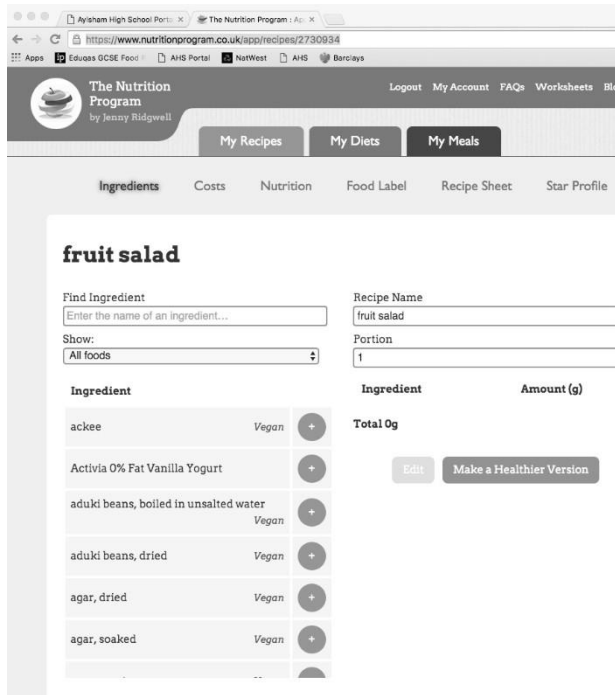 Aylsham High School Porta
The Nutrition Program : Ap
https://www.nutritionprogram.co.uk/app/recipes/2730934
Apps
Eduqas GCSE Food
AHS Portal
NatWest
AHS
Barclays
The Nutrition
Program
by Jenny Ridgwell
Logout My Account FAQs Worksheets Blo
My Recipes My Diets My Meals
Ingredients Costs Nutrition Food Label Recipe Sheet Star Profile
fruit salad
Find Ingredient
Enter the name of an ingredient...
Show:
All foods
Ingredient
ackee Vegan +
Activia 0% Fat Vanilla Yogurt +
aduki beans, boiled in unsalted water
Vegan +
aduki beans, dried Vegan +
agar, dried Vegan +
agar, soaked Vegan +
Recipe Name
fruit salad
Portion
1
Ingredient Amount (g)
Total 0g
Edit Make a Healthier Version